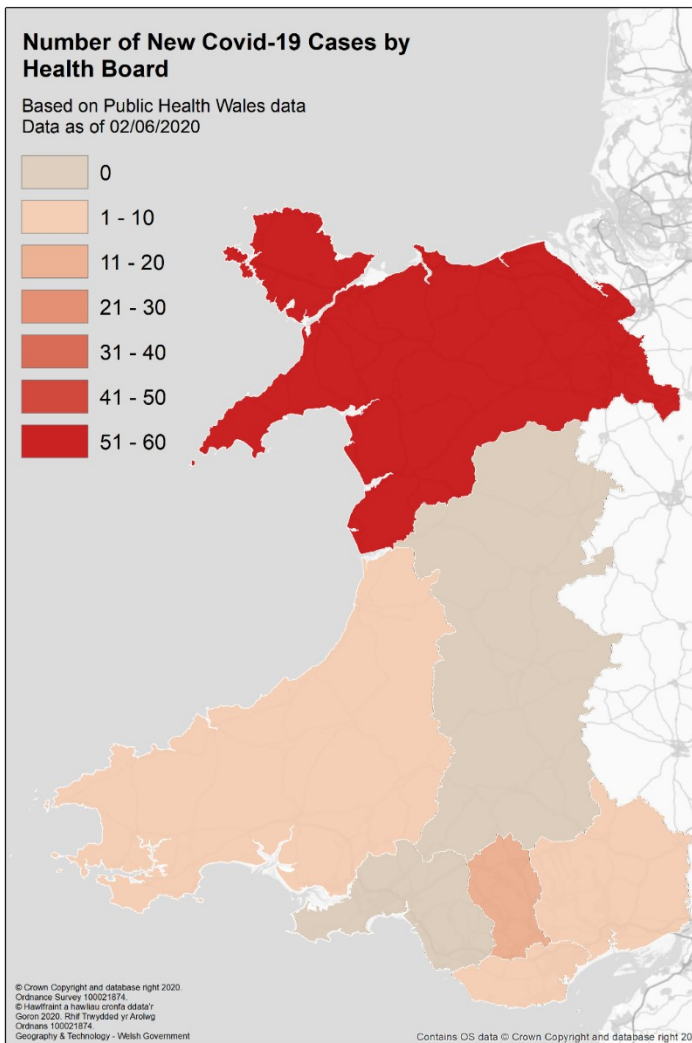 Number of New Covid-19 Cases by
Health Board
Based on Public Health Wales data
Data as of 02/06/2020
0
1 - 10
11 - 20
21 - 30
31 - 40
41 - 50
51 - 60
© Crown Copyright and database right 2020.
Ordnance Survey 100021874.
© Hawlfraint a hawliau cronfa ddata'r
Goron 2020. Rhif Trwydded yr Arolwg
Ordnans 100021874.
Geography & Technology - Welsh Government
Contains OS data © Crown Copyright and database right 20